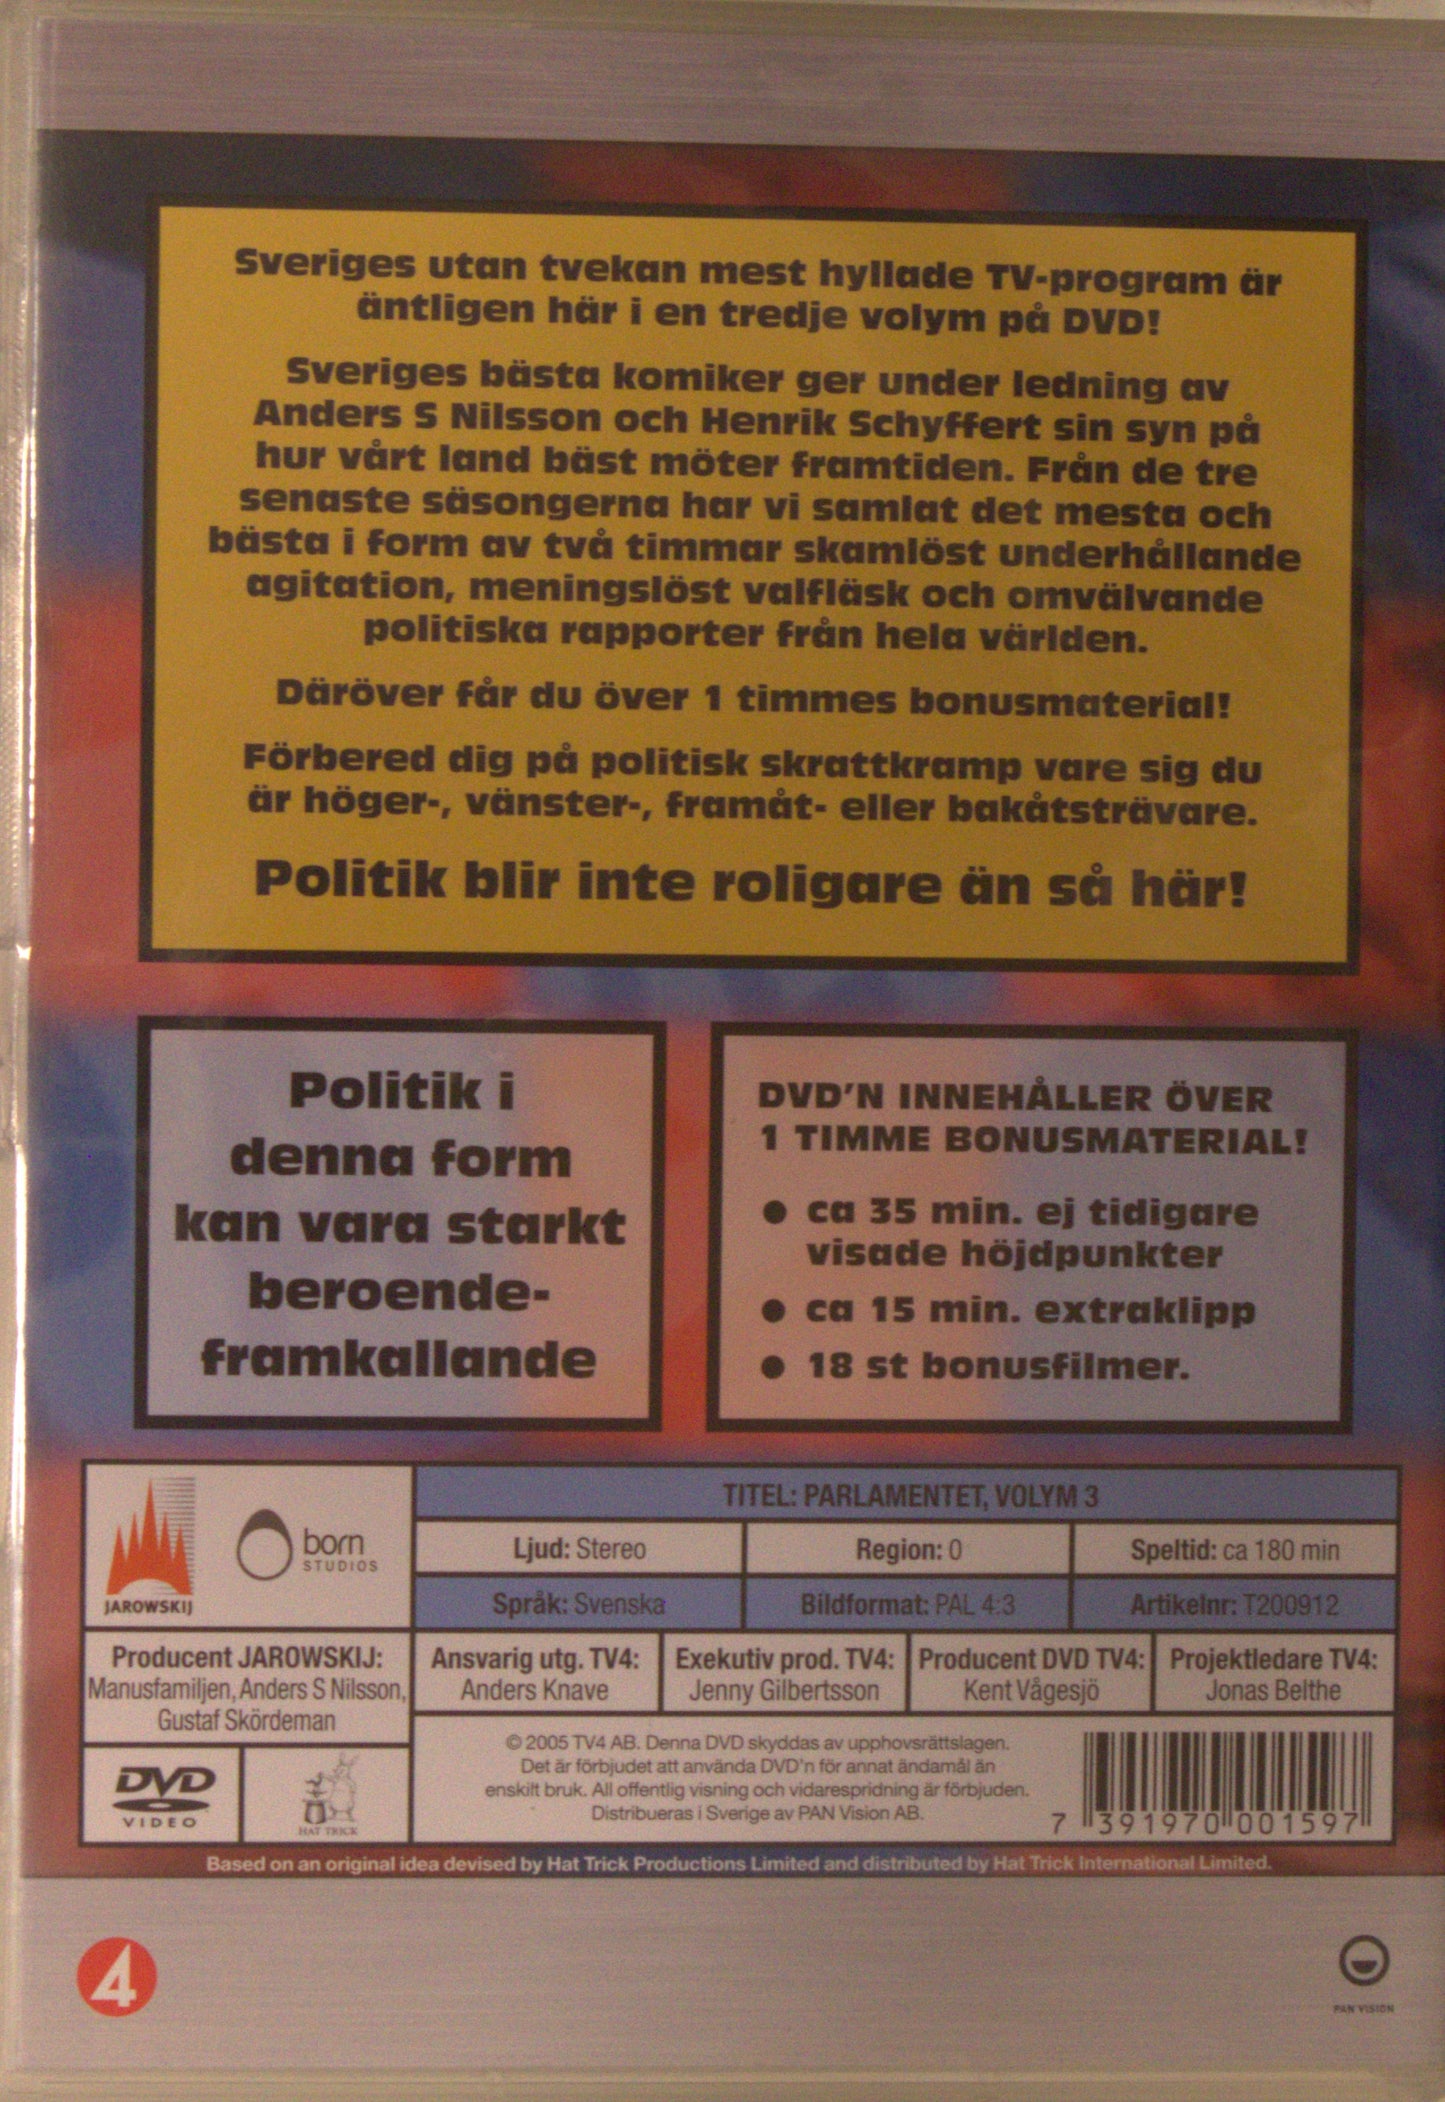 Sveriges utan tvekan mest hyllade TV-program är
äntligen här i en tredje volym på DVD!
Sveriges bästa komiker ger under ledning av
Anders S Nilsson och Henrik Schyffert sin syn på
hur vårt land bäst möter framtiden. Från de tre
senaste säsongerna har vi samlat det mesta och
bästa i form av två timmar skamlöst underhållande
agitation, meningslöst valfläsk och omvälvande
politiska rapporter från hela världen.
Däröver får du över 1 timmes bonusmaterial!
Förbered dig på politisk skrattkramp vare sig du
är höger-, vänster-, framåt- eller bakåtsträvare.
Politik blir inte roligare än så här!
Politik i
denna form
kan vara starkt
beroende-
framkallande
DVD'N INNEHÅLLER ÖVER
1 TIMME BONUSMATERIAL!
● ca 35 min. ej tidigare
visade höjdpunkter
● ca 15 min. extraklipp
● 18 st bonusfilmer.
JAROWSKIJ
born
STUDIOS
TITEL: PARLAMENTET, VOLYM 3
Ljud: Stereo
Region: 0
Speltid: ca 180 min
Språk: Svenska
Bildformat: PAL 4:3
Artikelnr: T200912
Producent JAROWSKIJ:
Manusfamiljen, Anders S Nilsson,
Gustaf Skördeman
Ansvarig utg. TV4:
Anders Knave
Exekutiv prod. TV4:
Jenny Gilbertsson
Producent DVD TV4:
Kent Vågesjö
Projektledare TV4:
Jonas Belthe
DVD
VIDEO
HAT TRICK
© 2005 TV4 AB. Denna DVD skyddas av upphovsrättslagen.
Det är förbjudet att använda DVD'n för annat ändamål än
enskilt bruk. All offentlig visning och vidarespridning är förbjuden.
Distribueras i Sverige av PAN Vision AB.
7 391970 001597
Based on an original idea devised by Hat Trick Productions Limited and distributed by Hat Trick International Limited.
4
PAN VISION